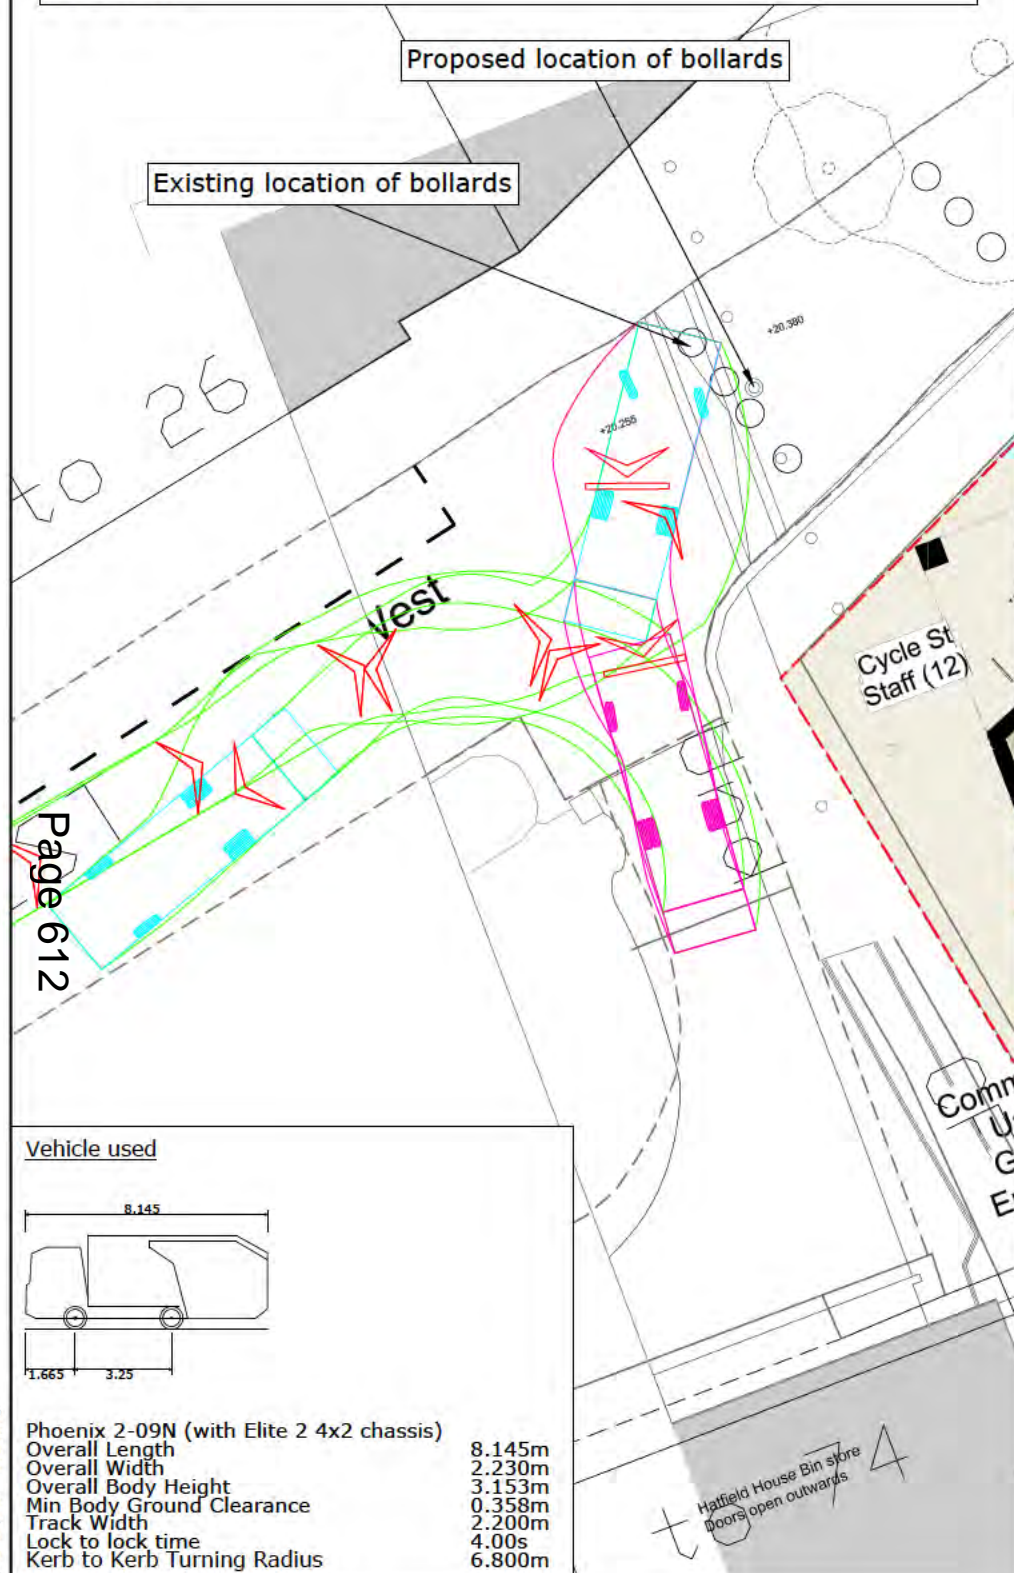 Proposed location of bollards
Existing location of bollards
+20.380
26
to
+20.255
West
Cycle St
Staff (12)
Page 612
Comm
U
G
Vehicle used
8.145
1.665
3.25
Phoenix 2-09N (with Elite 2 4x2 chassis)
Overall Length 8.145m
Overall Width 2.230m
Overall Body Height 3.153m
Min Body Ground Clearance 0.358m
Track Width 2.200m
Lock to lock time 4.00s
Kerb to Kerb Turning Radius 6.800m
Hatfield House Bin store
Doors open outwards
to 74